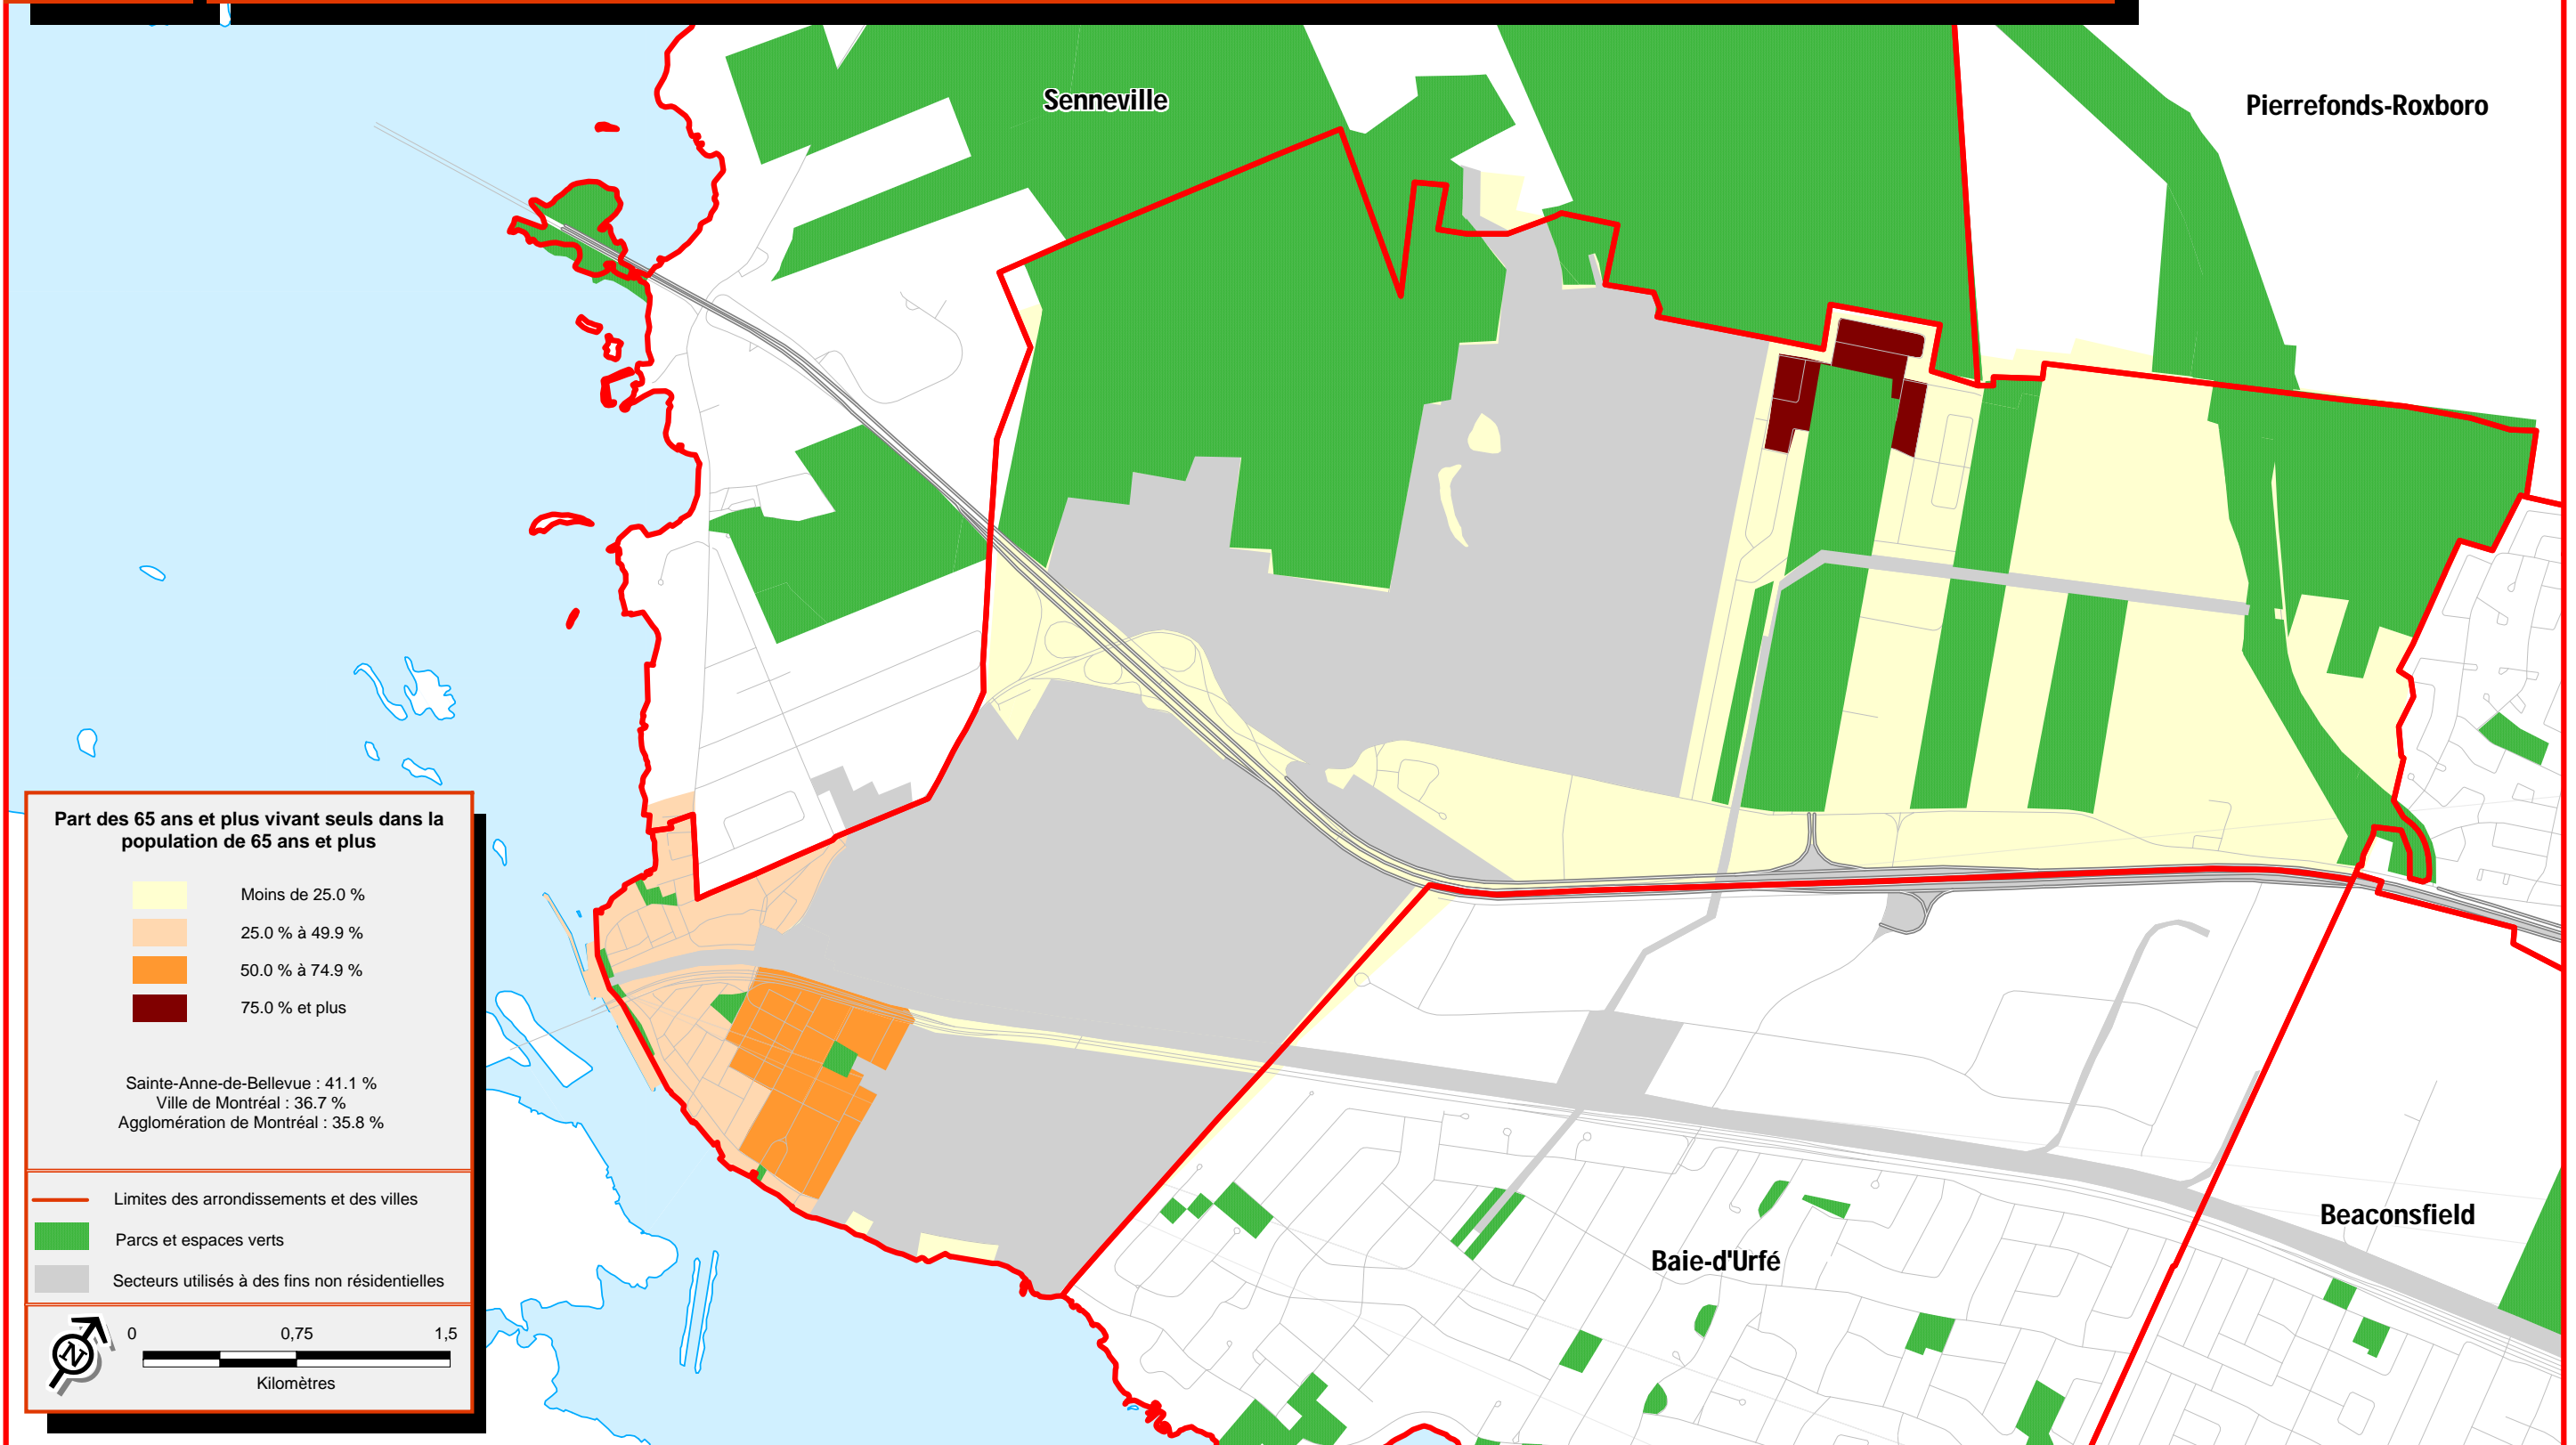 Senneville
Pierrefonds-Roxboro
Part des 65 ans et plus vivant seuls dans la
population de 65 ans et plus
Moins de 25.0 %
25.0 % à 49.9 %
50.0 % à 74.9 %
75.0 % et plus
Sainte-Anne-de-Bellevue : 41.1 %
Ville de Montréal : 36.7 %
Agglomération de Montréal : 35.8 %
Limites des arrondissements et des villes
Parcs et espaces verts
Secteurs utilisés à des fins non résidentielles
N
0 0,75 1,5
Kilomètres
Beaconsfield
Baie-d'Urfé